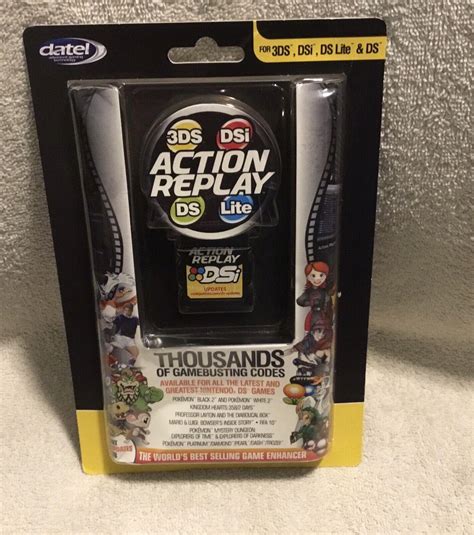 datel
FOR 3DS, DSi, DS Lite & DS
3DS DSi
ACTION
REPLAY
DS Lite
ACTION
REPLAY
DSi
UPDATES
THOUSANDS
OF GAMEBUSTING CODES
AVAILABLE FOR ALL THE LATEST AND
GREATEST NINTENDO DS GAMES
POKÉMON BLACK 2 AND POKÉMON WHITE 2
KINGDOM HEARTS 358/2 DAYS
PROFESSOR LAYTON AND THE DIABOLICAL BOX
MARIO & LUIGI: BOWSER'S INSIDE STORY • FIFA 10
POKÉMON MYSTERY DUNGEON:
EXPLORERS OF TIME & EXPLORERS OF DARKNESS
POKÉMON PLATINUM /DIAMOND /PEARL /DASH /TROZEI
THE WORLD'S BEST SELLING GAME ENHANCER